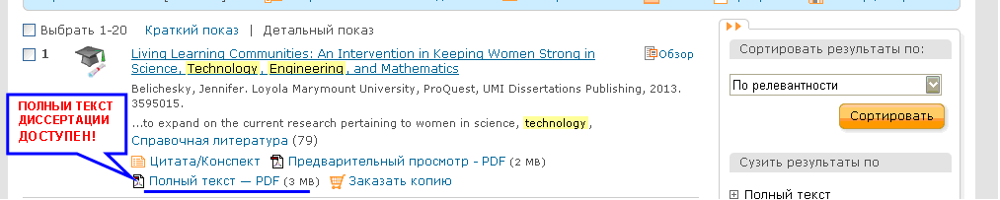 Выбрать 1-20 Краткий показ | Детальный показ
1 Living Learning Communities: An Intervention in Keeping Women Strong in
Science, Technology, Engineering, and Mathematics
Обзор
Belichesky, Jennifer. Loyola Marymount University, ProQuest, UMI Dissertations Publishing, 2013.
3595015.
...to expand on the current research pertaining to women in science, technology,
Справочная литература (79)
Цитата/Конспект Предварительный просмотр - PDF (2 MB)
Полный текст — PDF (3 MB) Заказать копию
ПОЛНЫЙ ТЕКСТ
ДИССЕРТАЦИИ
ДОСТУПЕН!
Сортировать результаты по:
По релевантности
Сортировать
Сузить результаты по
Полный текст